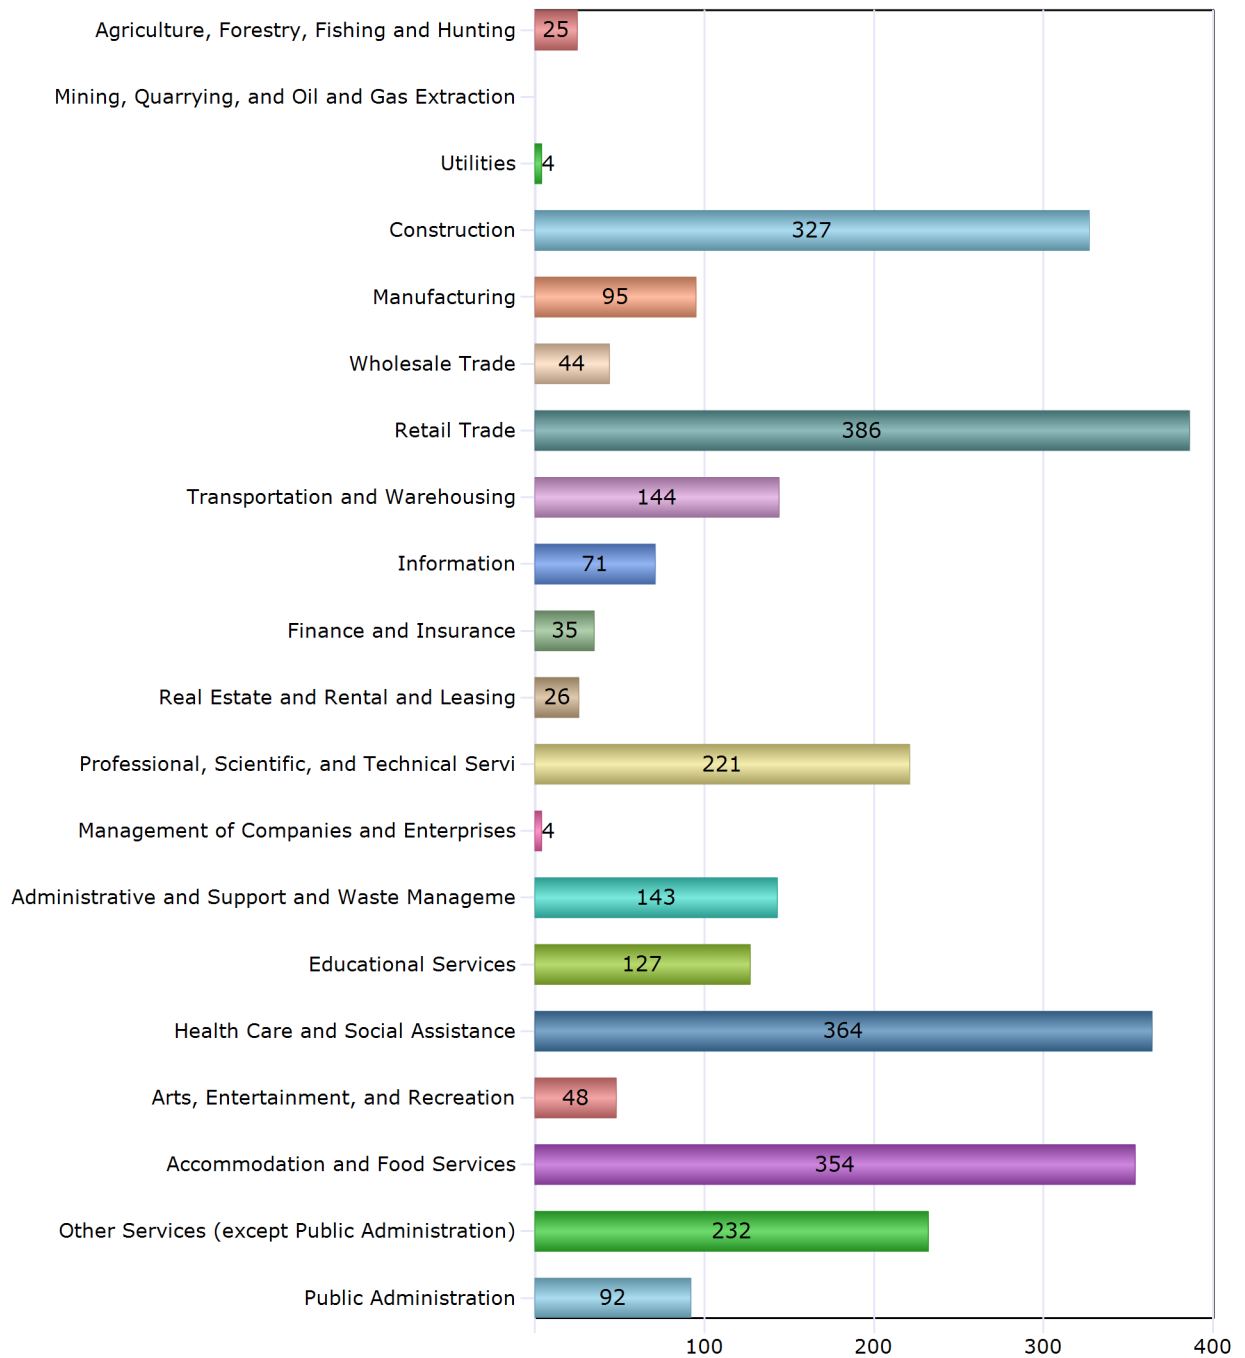 Agriculture, Forestry, Fishing and Hunting 25
Mining, Quarrying, and Oil and Gas Extraction
Utilities 4
Construction 327
Manufacturing 95
Wholesale Trade 44
Retail Trade 386
Transportation and Warehousing 144
Information 71
Finance and Insurance 35
Real Estate and Rental and Leasing 26
Professional, Scientific, and Technical Servi 221
Management of Companies and Enterprises 4
Administrative and Support and Waste Manageme 143
Educational Services 127
Health Care and Social Assistance 364
Arts, Entertainment, and Recreation 48
Accommodation and Food Services 354
Other Services (except Public Administration) 232
Public Administration 92
100 200 300 400